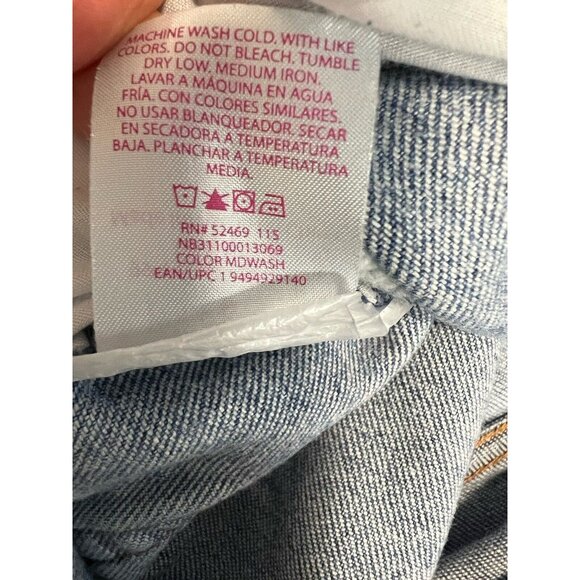 MACHINE WASH COLD, WITH LIKE
COLORS. DO NOT BLEACH. TUMBLE
DRY LOW. MEDIUM IRON.
LAVAR A MÁQUINA EN AGUA
FRÍA. CON COLORES SIMILARES.
NO USAR BLANQUEADOR. SECAR
EN SECADORA A TEMPERATURA
BAJA. PLANCHAR A TEMPERATURA
MEDIA.
RN# 52469 11S
NB31100013069
COLOR MDWASH
EAN/UPC 1 9494929140